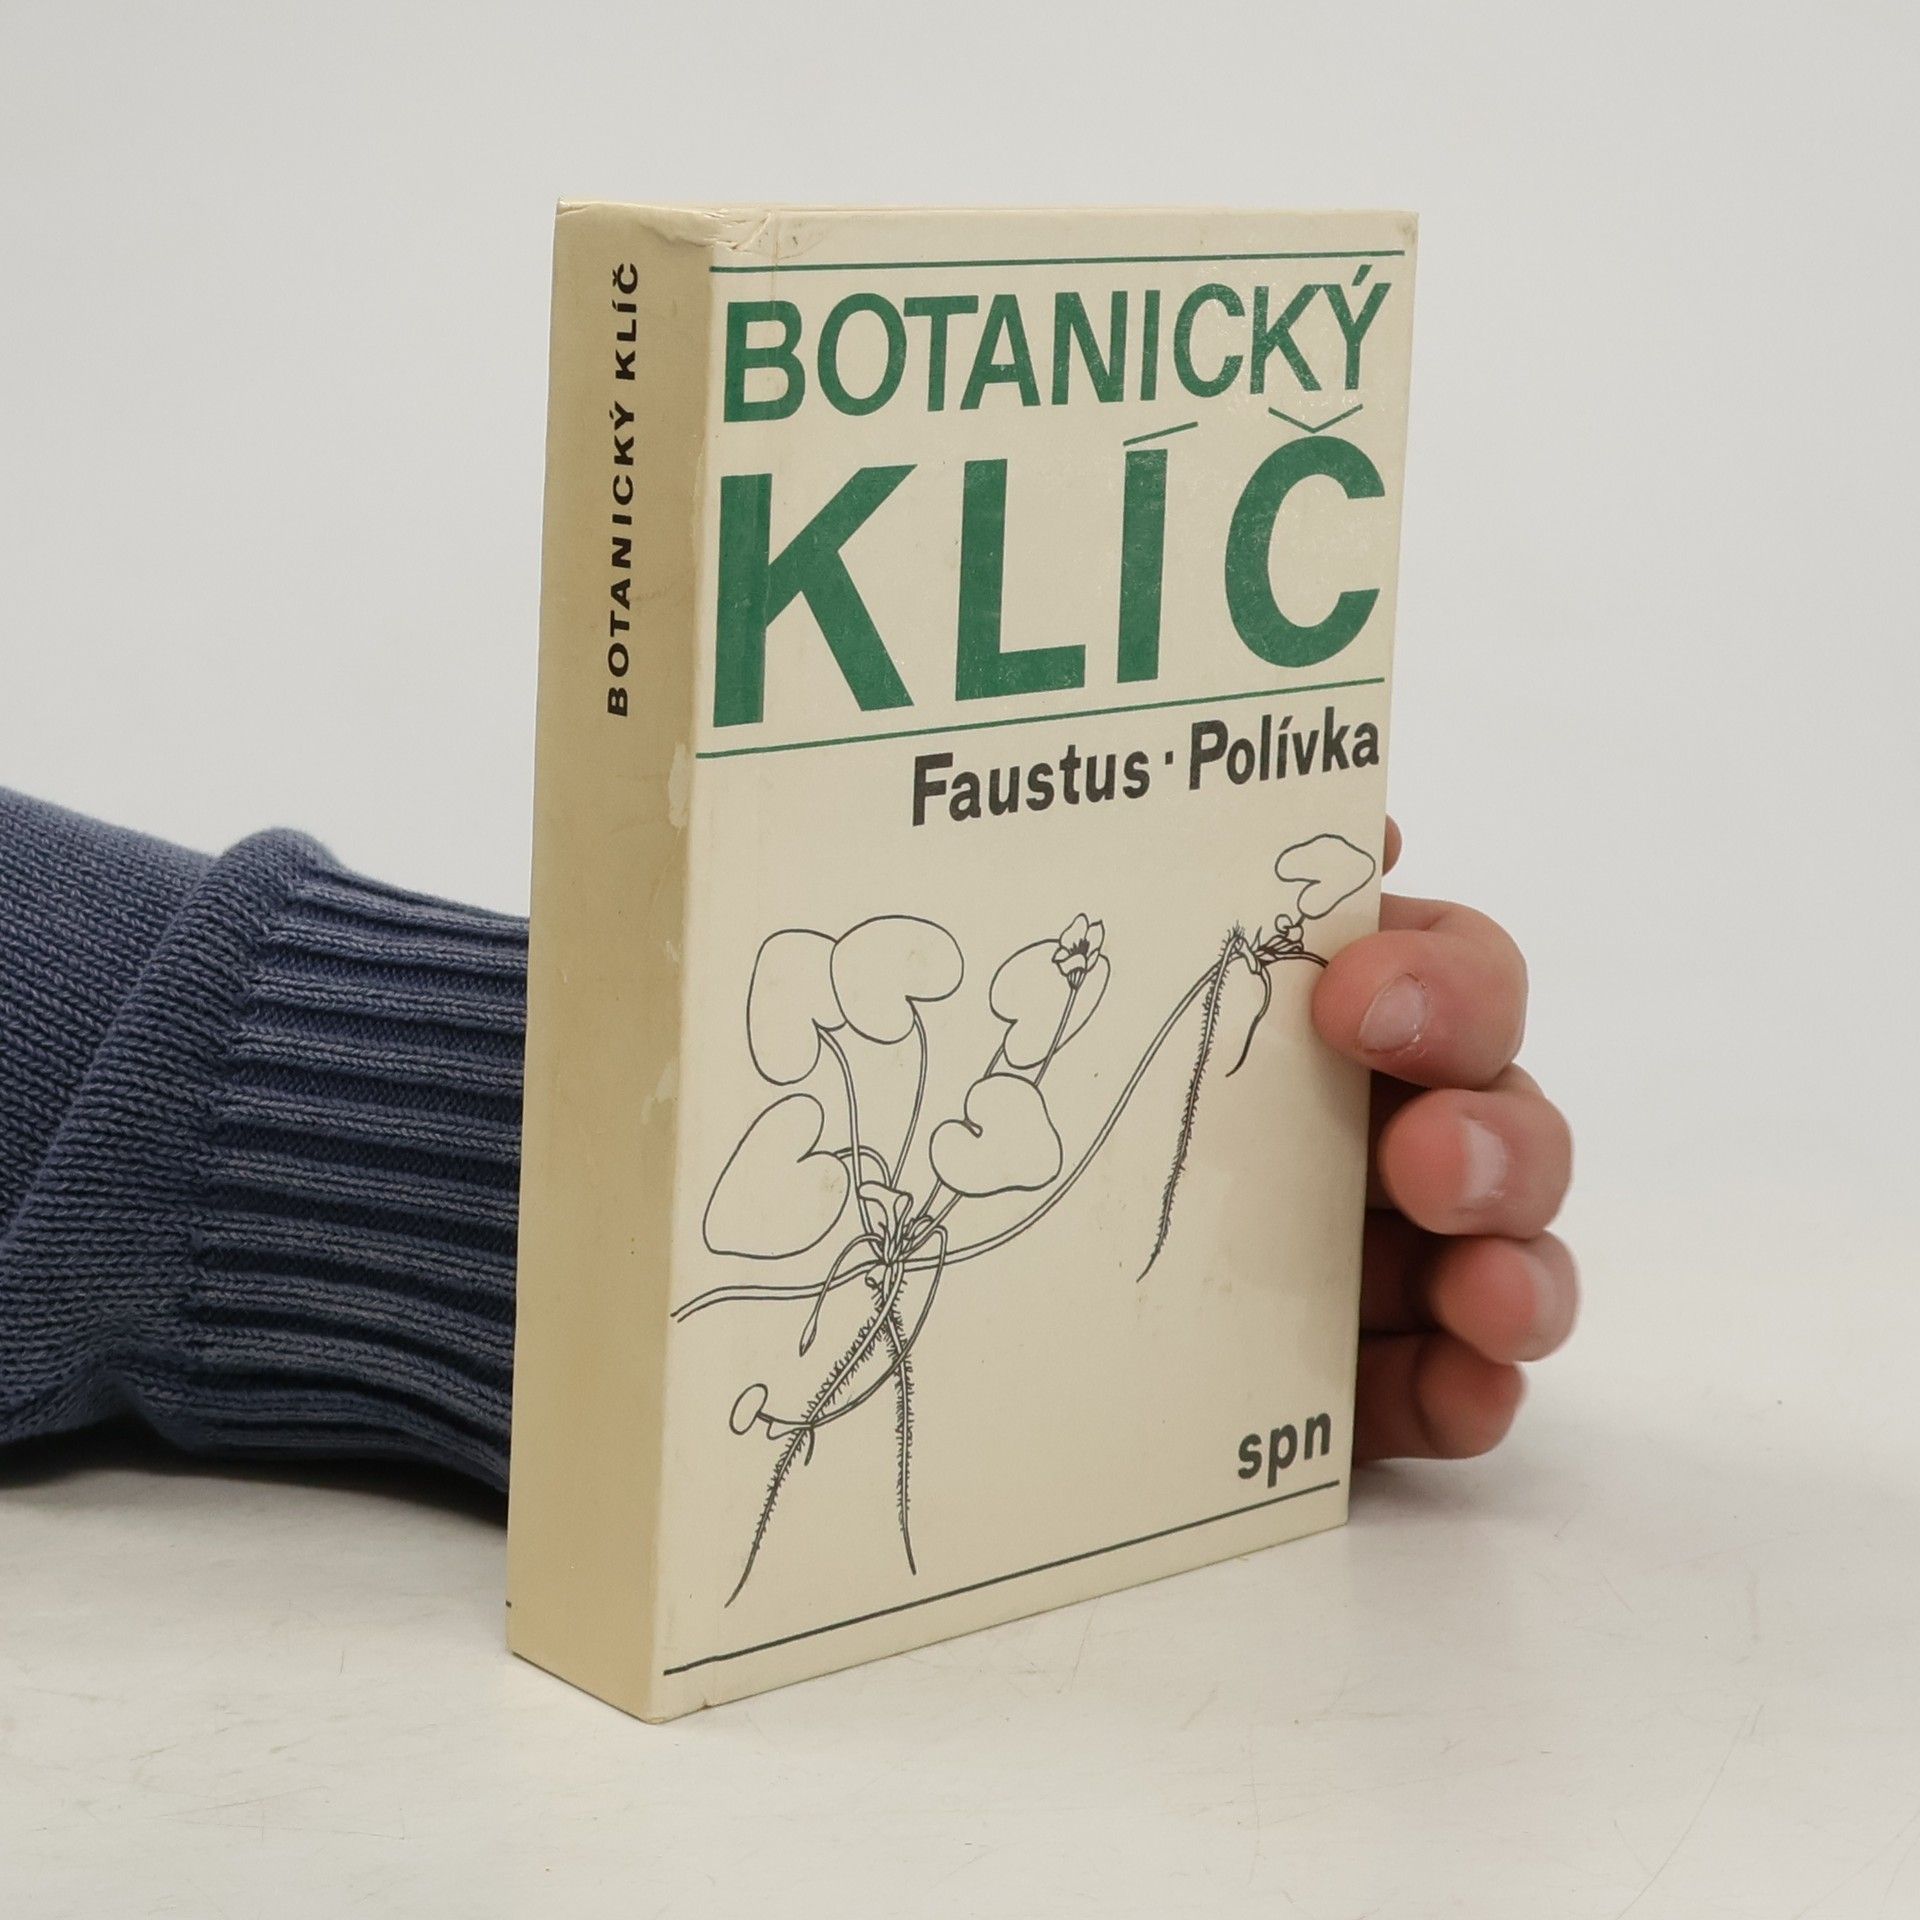 BOTANICKÝ KLÍČ
BOTANICKÝ
KLÍČ
Faustus · Polívka
spn